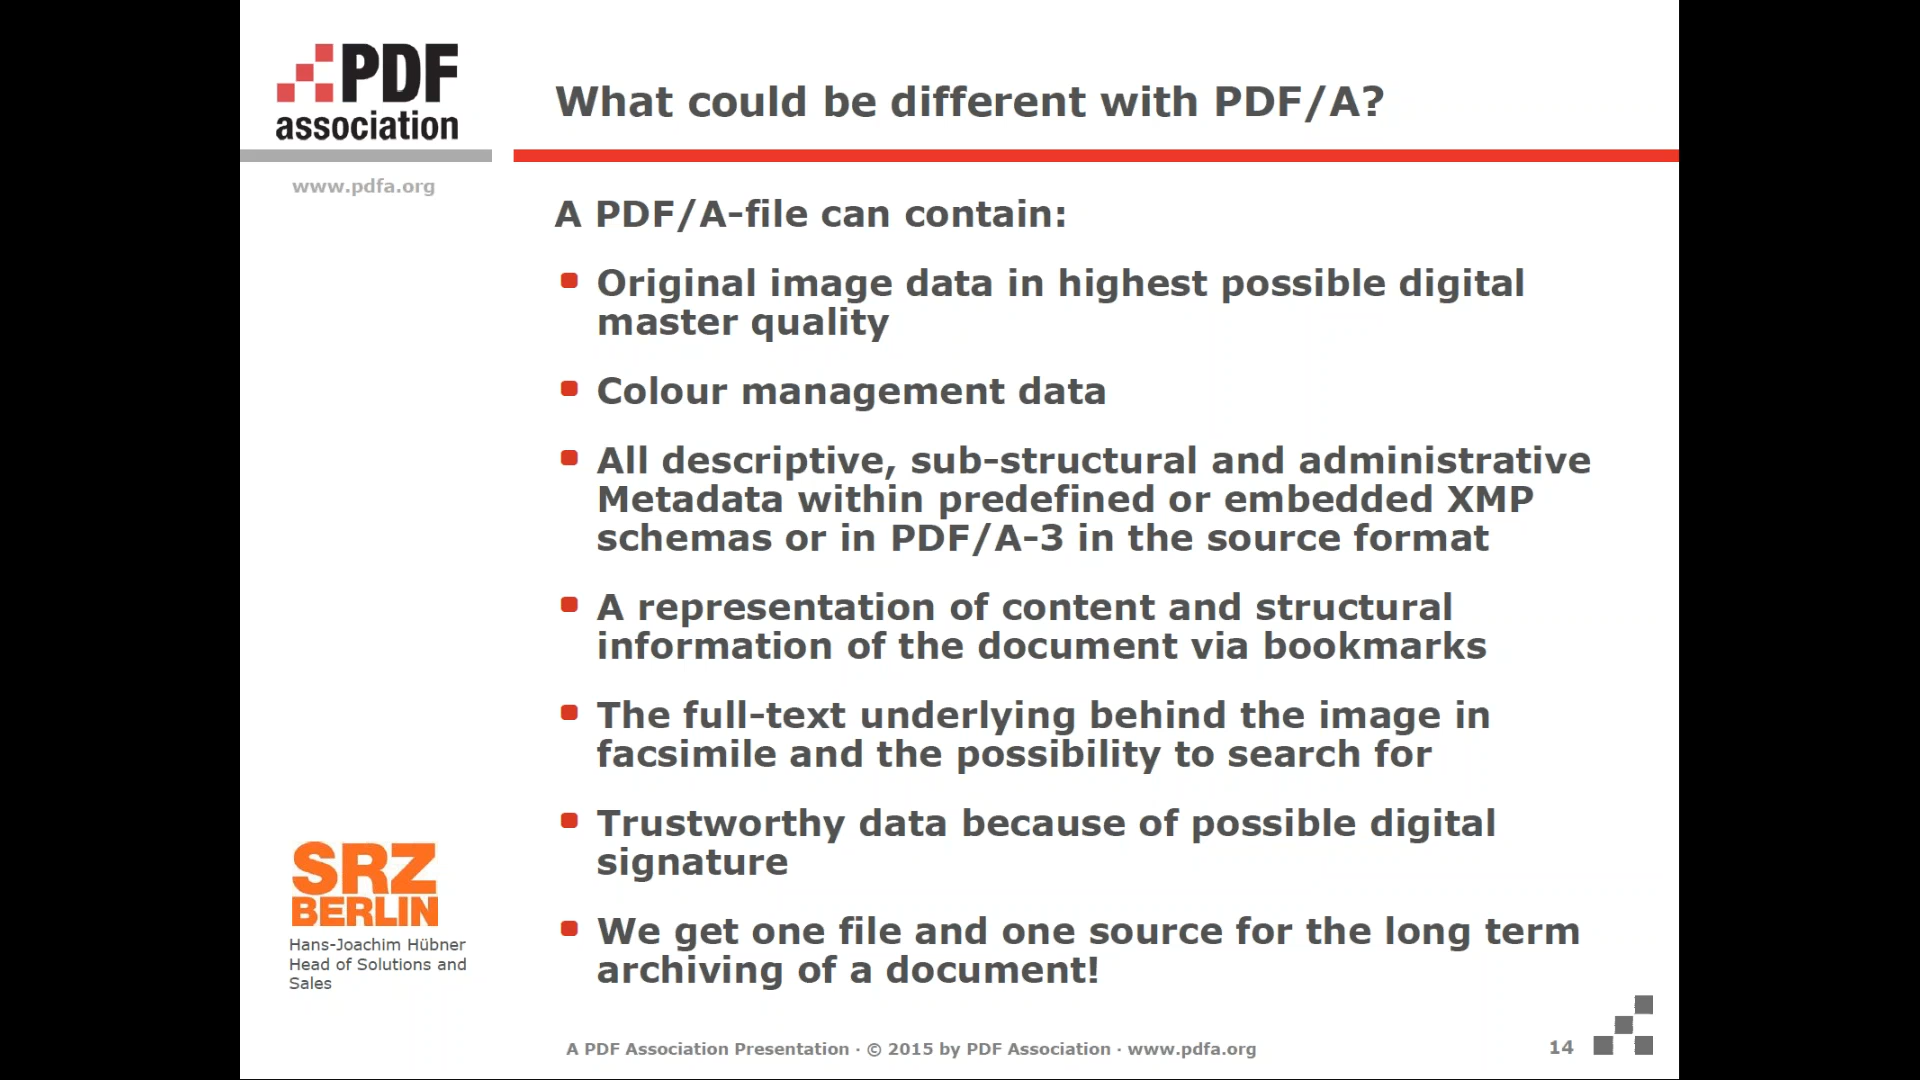 PDF
association
www.pdfa.org
What could be different with PDF/A?
A PDF/A-file can contain:
Original image data in highest possible digital
master quality
Colour management data
All descriptive, sub-structural and administrative
Metadata within predefined or embedded XMP
schemas or in PDF/A-3 in the source format
A representation of content and structural
information of the document via bookmarks
The full-text underlying behind the image in
facsimile and the possibility to search for
Trustworthy data because of possible digital
signature
We get one file and one source for the long term
archiving of a document!
SRZ
BERLIN
Hans-Joachim Hübner
Head of Solutions and
Sales
A PDF Association Presentation · © 2015 by PDF Association · www.pdfa.org
14